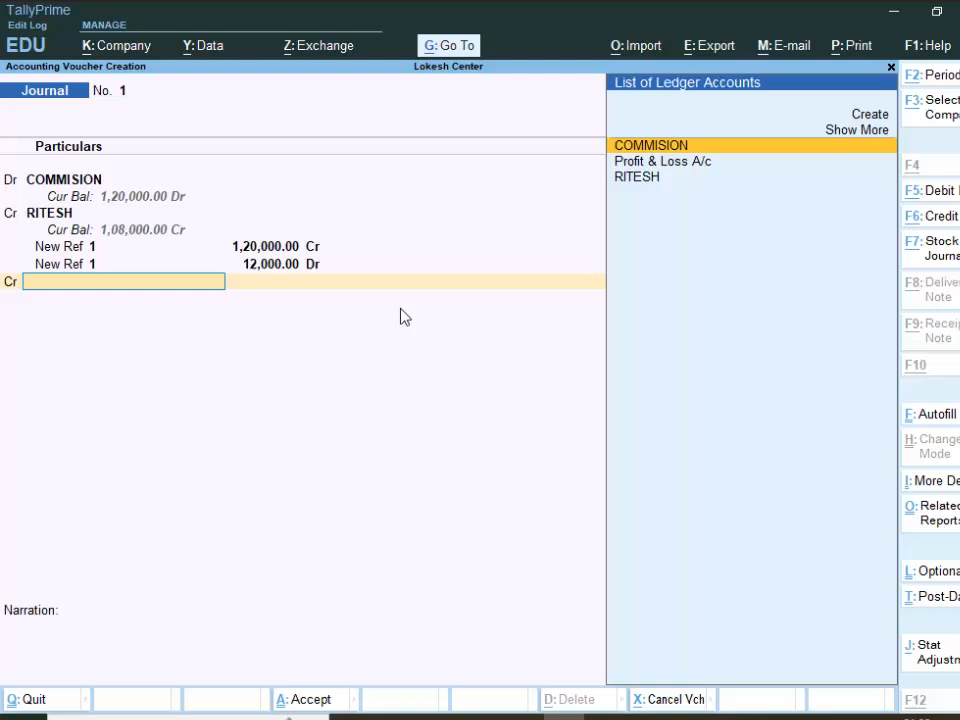 TallyPrime
Edit Log
MANAGE
EDU
K: Company
Y: Data
Z: Exchange
G: Go To
O: Import
E: Export
M: E-mail
P: Print
F1: Help
Accounting Voucher Creation
Lokesh Center
Journal No. 1
Particulars
Dr COMMISION
Cur Bal: 1,20,000.00 Dr
Cr RITESH
Cur Bal: 1,08,000.00 Cr
New Ref 1 1,20,000.00 Cr
New Ref 1 12,000.00 Dr
Cr
Narration:
List of Ledger Accounts
Create
Show More
COMMISION
Profit & Loss A/c
RITESH
F2: Period
F3: Select
Comp
F4
F5: Debit
F6: Credit
F7: Stock
Journa
F8: Delive
Note
F9: Recei
Note
F10
F: Autofill
H: Change
Mode
I: More De
O: Related
Reports
L: Optiona
T: Post-Da
J: Stat
Adjustm
F12
Q: Quit
A: Accept
D: Delete
X: Cancel Vch